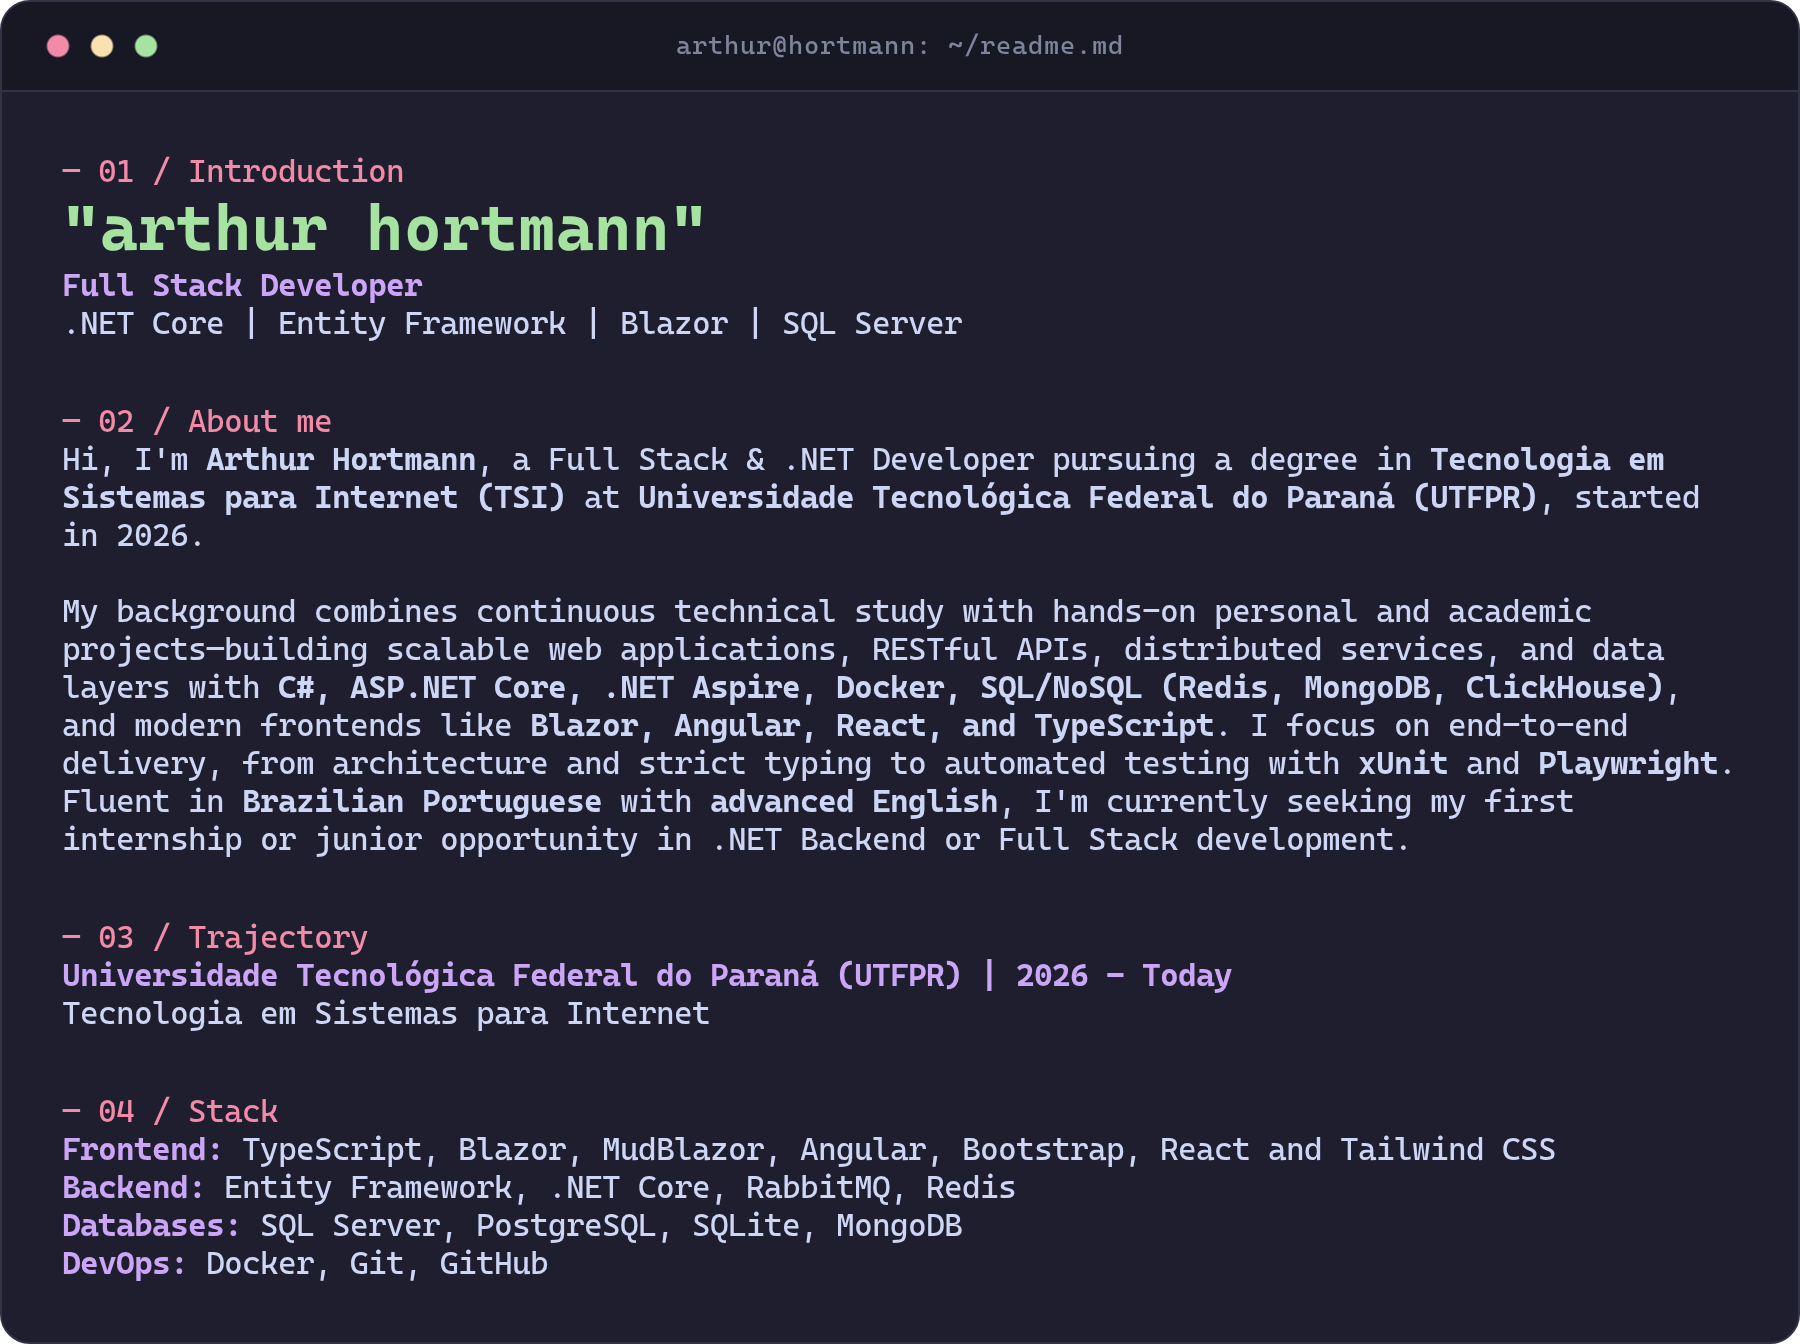 arthur@hortmann: ~/readme.md
— 01 / Introduction
"arthur hortmann"
Full Stack Developer
.NET Core | Entity Framework | Blazor | SQL Server
— 02 / About me
Hi, I'm Arthur Hortmann, a Full Stack & .NET Developer pursuing a degree in Tecnologia em
Sistemas para Internet (TSI) at Universidade Tecnológica Federal do Paraná (UTFPR), started
in 2026.
My background combines continuous technical study with hands-on personal and academic
projects—building scalable web applications, RESTful APIs, distributed services, and data
layers with C#, ASP.NET Core, .NET Aspire, Docker, SQL/NoSQL (Redis, MongoDB, ClickHouse),
and modern frontends like Blazor, Angular, React, and TypeScript. I focus on end-to-end
delivery, from architecture and strict typing to automated testing with xUnit and Playwright.
Fluent in Brazilian Portuguese with advanced English, I'm currently seeking my first
internship or junior opportunity in .NET Backend or Full Stack development.
— 03 / Trajectory
Universidade Tecnológica Federal do Paraná (UTFPR) | 2026 - Today
Tecnologia em Sistemas para Internet
— 04 / Stack
Frontend: TypeScript, Blazor, MudBlazor, Angular, Bootstrap, React and Tailwind CSS
Backend: Entity Framework, .NET Core, RabbitMQ, Redis
Databases: SQL Server, PostgreSQL, SQLite, MongoDB
DevOps: Docker, Git, GitHub